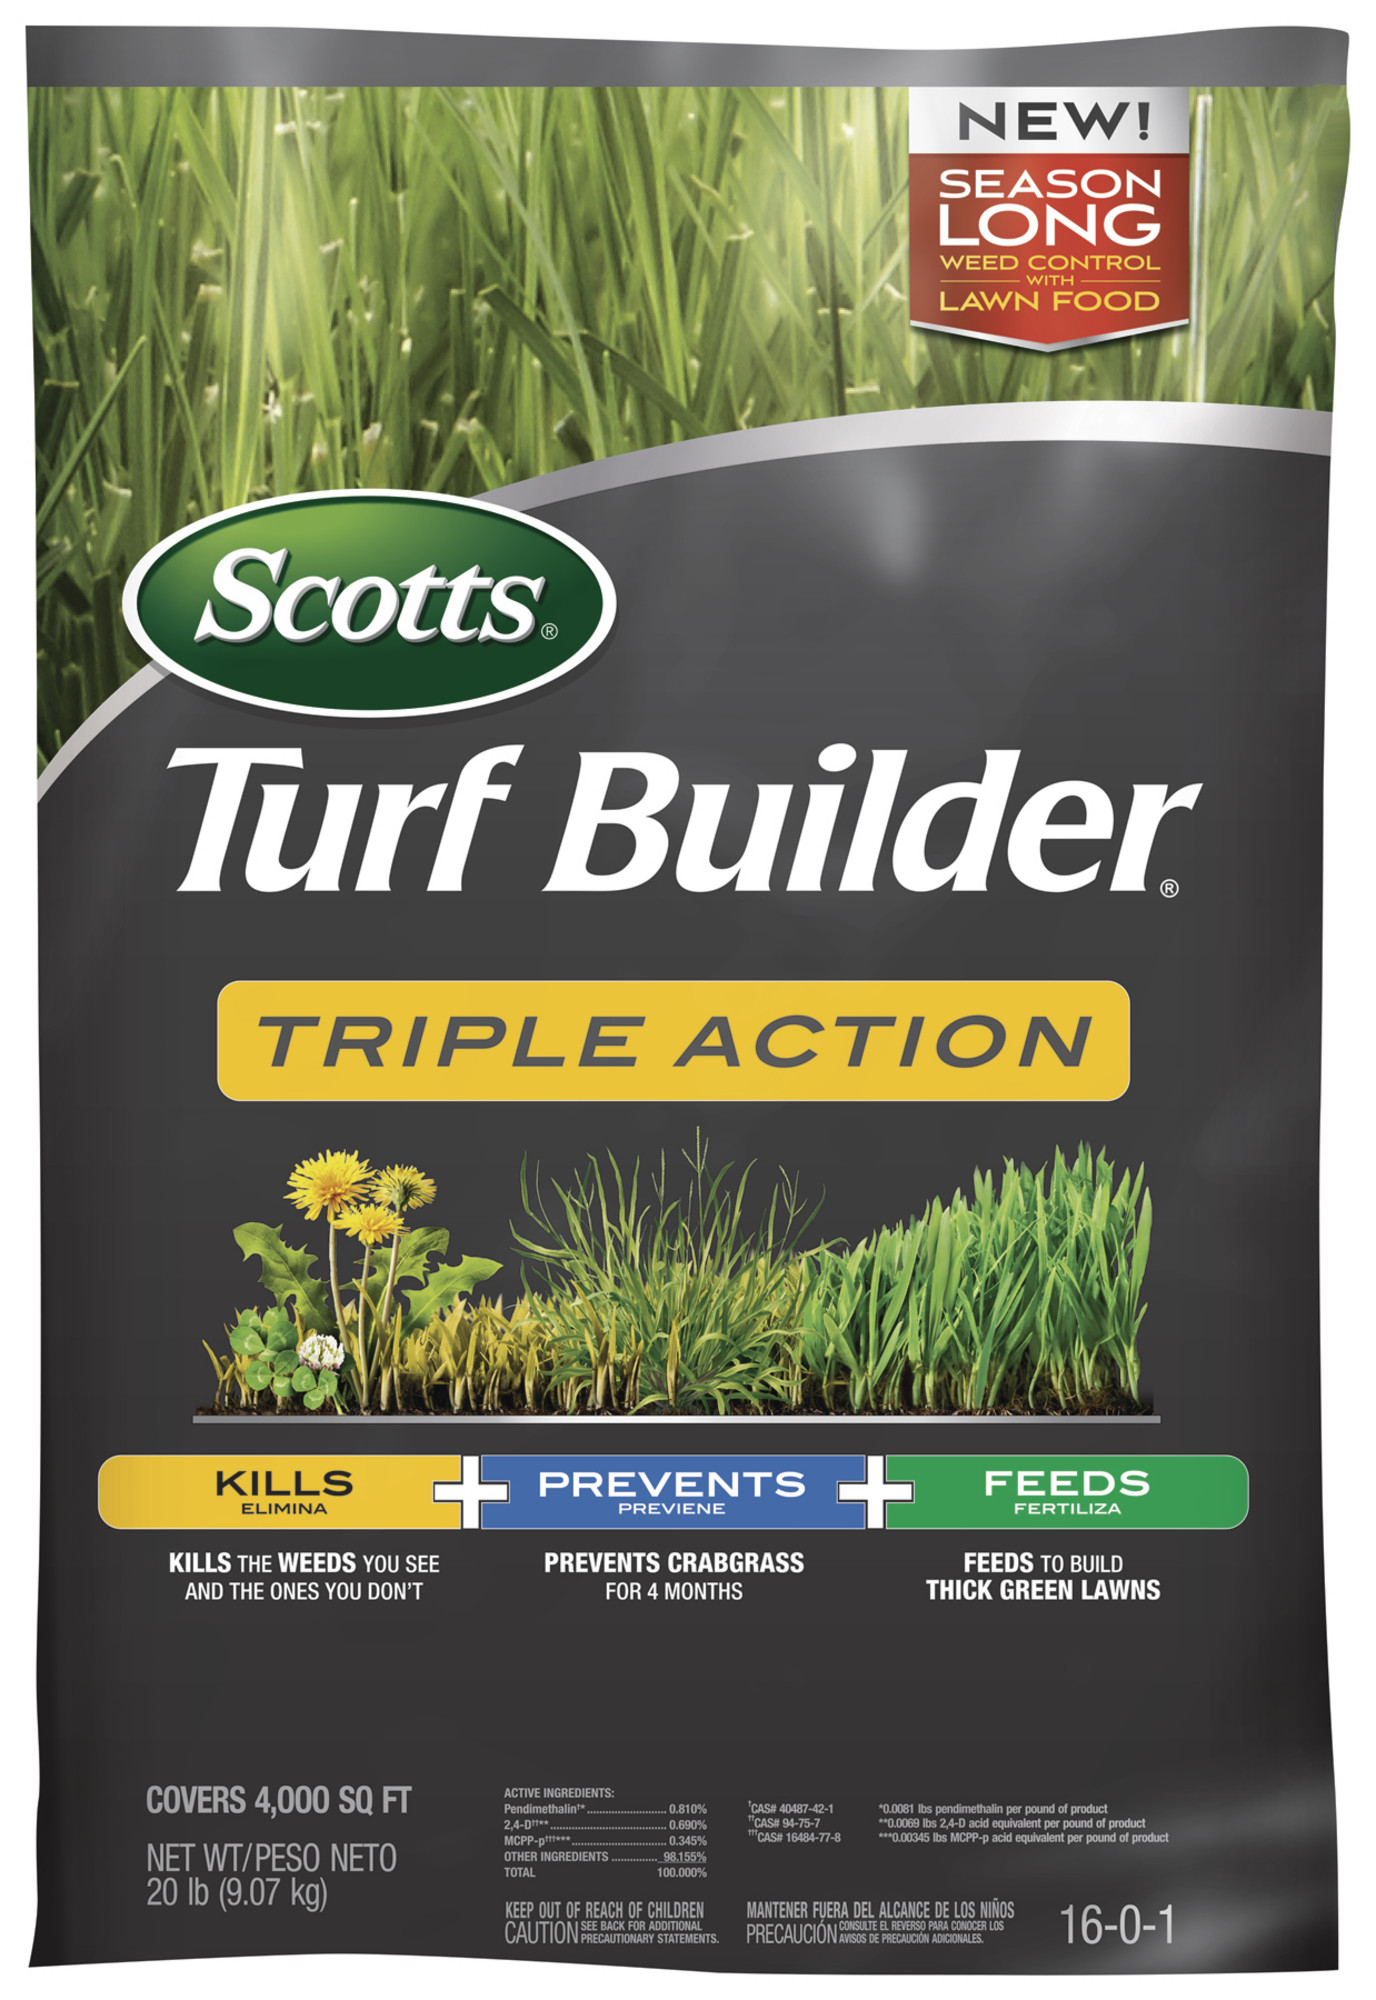 NEW!
SEASON
LONG
WEED CONTROL
WITH
LAWN FOOD
Scotts®
Turf Builder®
TRIPLE ACTION
KILLS
ELIMINA
PREVENTS
PREVIENE
FEEDS
FERTILIZA
KILLS THE WEEDS YOU SEE
AND THE ONES YOU DON'T
PREVENTS CRABGRASS
FOR 4 MONTHS
FEEDS TO BUILD
THICK GREEN LAWNS
COVERS 4,000 SQ FT
NET WT/PESO NETO
20 lb (9.07 kg)
ACTIVE INGREDIENTS:
Pendimethalin†* .......................... 0.810%
2,4-D††** ....................................... 0.690%
MCPP-p†††*** ................................ 0.345%
OTHER INGREDIENTS ............... 98.155%
TOTAL 100.000%
†CAS# 40487-42-1
††CAS# 94-75-7
†††CAS# 16484-77-8
*0.0081 lbs pendimethalin per pound of product
**0.0069 lbs 2,4-D acid equivalent per pound of product
***0.00345 lbs MCPP-p acid equivalent per pound of product
KEEP OUT OF REACH OF CHILDREN
CAUTION SEE BACK FOR ADDITIONAL
PRECAUTIONARY STATEMENTS.
MANTENER FUERA DEL ALCANCE DE LOS NIÑOS
PRECAUCIÓN CONSULTE EL REVERSO PARA CONOCER LOS
AVISOS DE PRECAUCIÓN ADICIONALES.
16-0-1